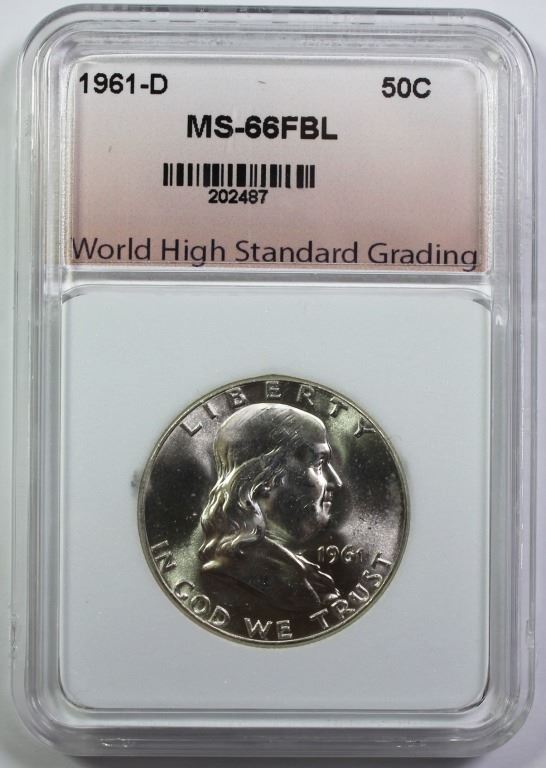 1961-D 50C
MS-66FBL
202487
World High Standard Grading
LIBERTY
1961
IN GOD WE TRUST